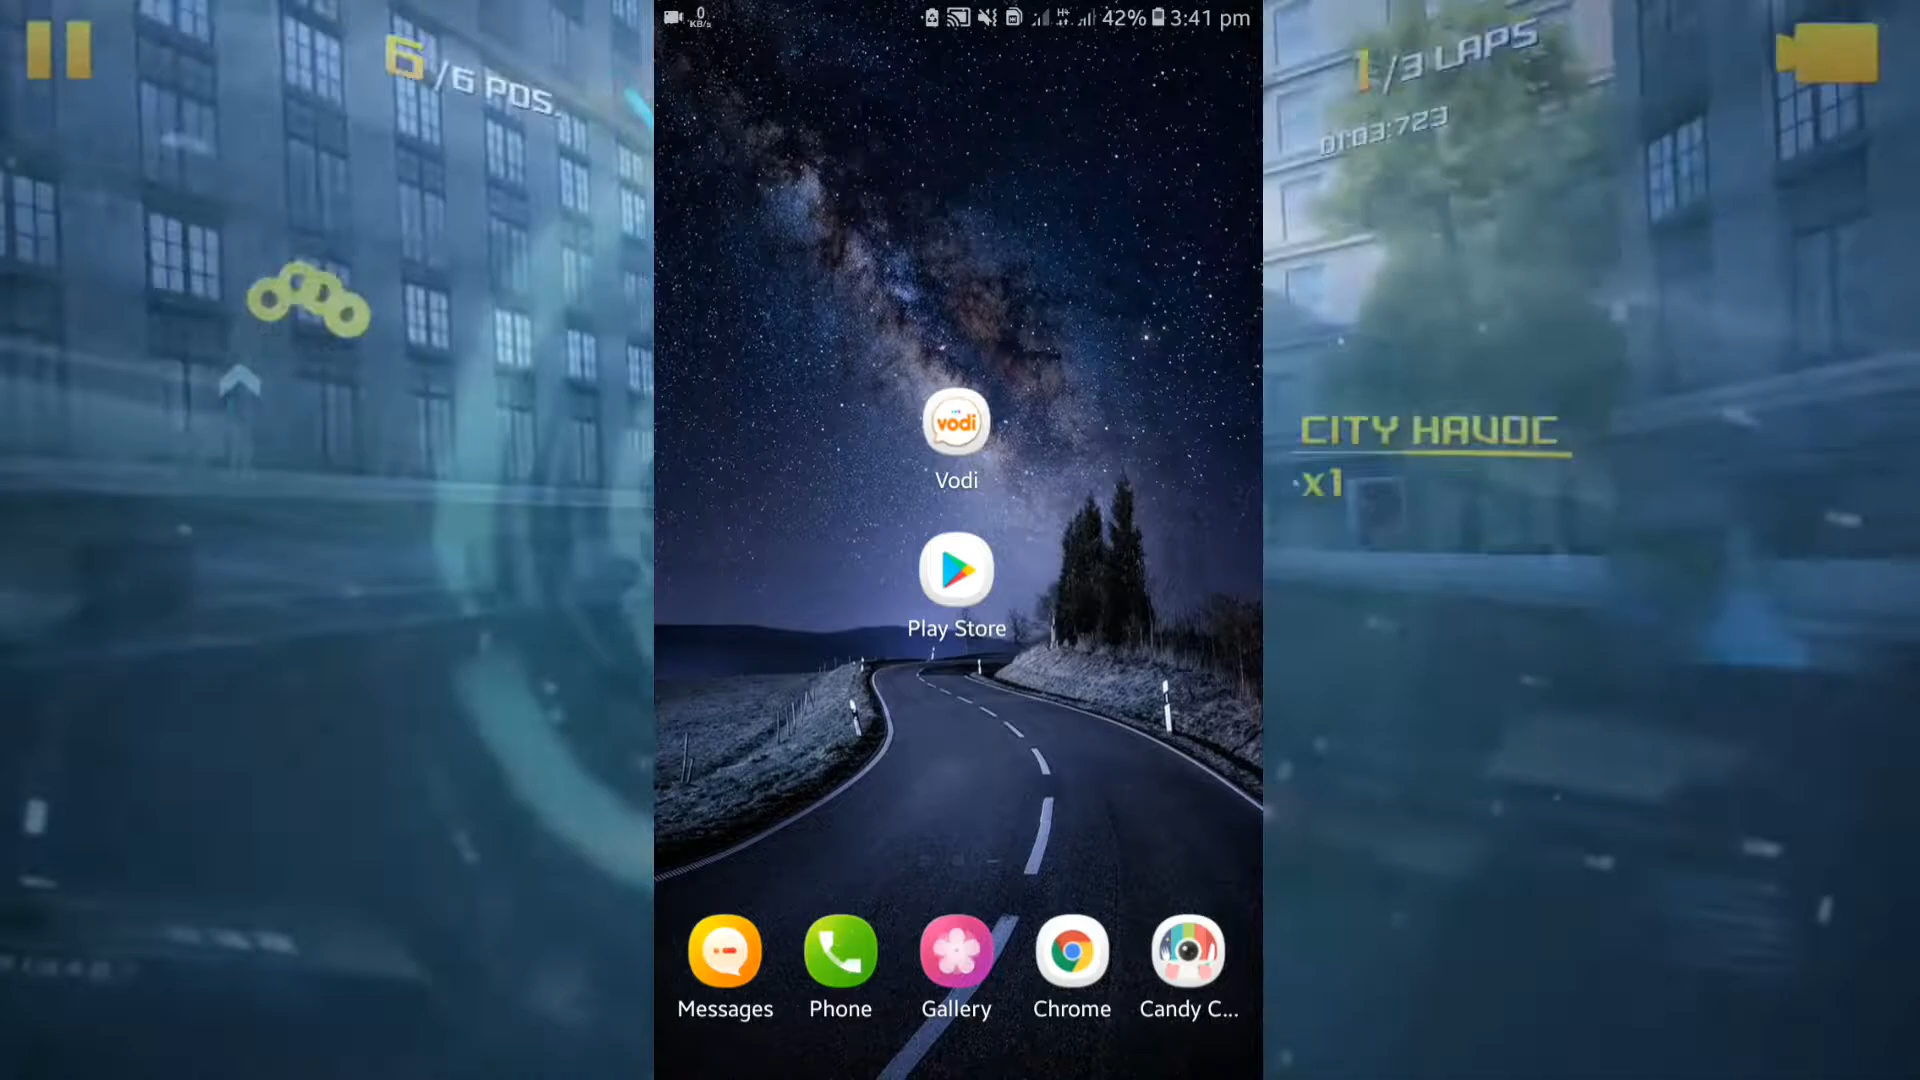 6/6 POS.
0
KB/s
42% 3:41 pm
1/3 LAPS
01:03:723
CITY HAVOC
x1
vodi
Vodi
Play Store
Messages
Phone
Gallery
Chrome
Candy C...